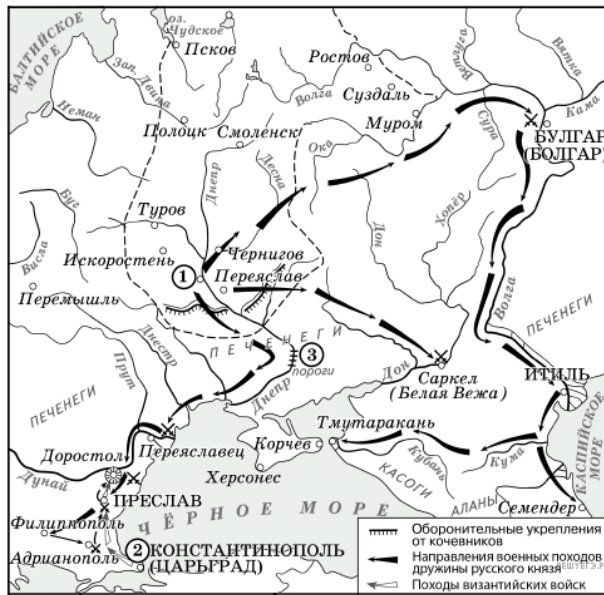 БАЛТИЙСКОЕ
МОРЕ
оз.
Чудское
Псков
Зап. Двина
Неман
Полоцк
Смоленск
Ростов
Волга
Суздаль
Муром
Ветлуга
Вятка
Кама
Сура
БУЛГАР
(БОЛГАР)
Ока
Днепр
Десна
Дон
Хопёр
Волга
Буг
Висла
Туров
Искоростень
Чернигов
Переяслав
1
Перемышль
Днестр
Прут
ПЕЧЕНЕГИ
3
пороги
Днепр
ПЕЧЕНЕГИ
ПЕЧЕНЕГИ
Дон
Саркел
(Белая Вежа)
ИТИЛЬ
КАСПИЙСКОЕ
МОРЕ
Тмутаракань
Корчев
Кубань
Кума
КАСОГИ
АЛАНЫ
Семендер
Переяславец
Доростол
Дунай
Херсонес
ПРЕСЛАВ
ЧЁРНОЕ МОРЕ
Филиппополь
Адрианополь
2
КОНСТАНТИНОПОЛЬ
(ЦАРЬГРАД)
Оборонительные укрепления
от кочевников
Направления военных походов
дружины русского князя
Походы византийских войск